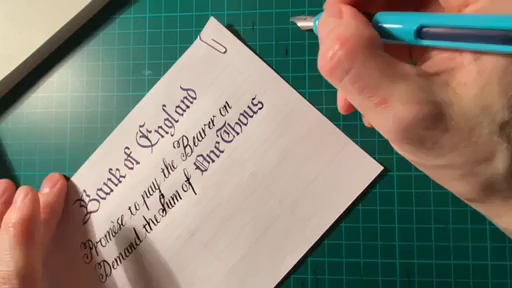 Bank of England
Promise to pay the Bearer on
Demand the Sum of One Thous